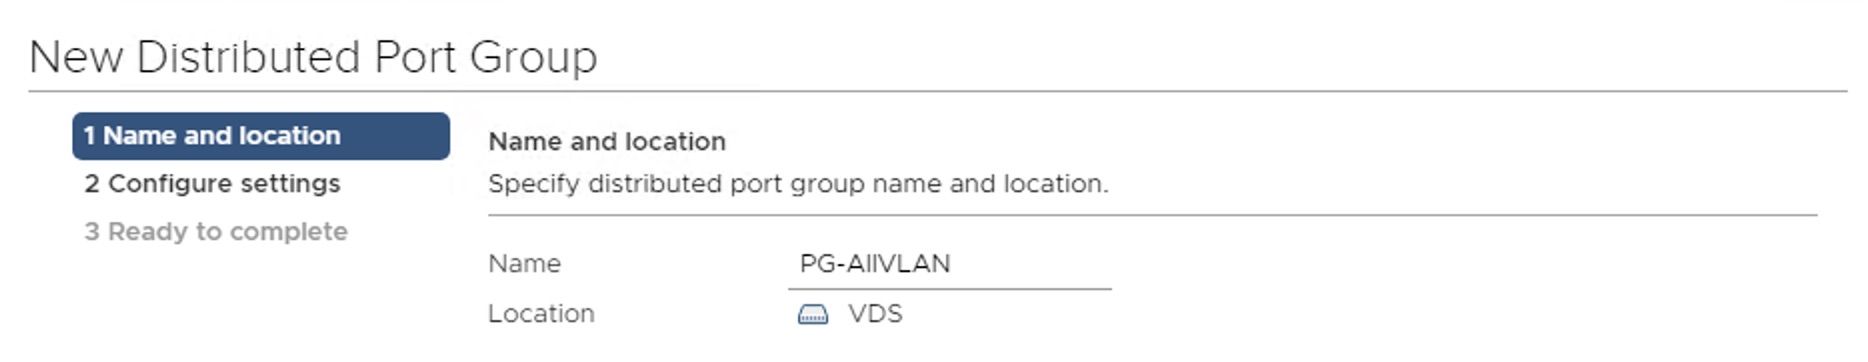 New Distributed Port Group
1 Name and location
2 Configure settings
3 Ready to complete
Name and location
Specify distributed port group name and location.
Name PG-AllVLAN
Location VDS